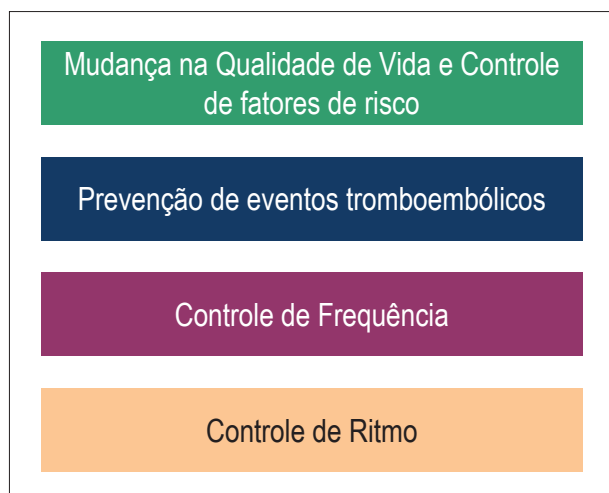 Mudança na Qualidade de Vida e Controle
de fatores de risco
Prevenção de eventos tromboembólicos
Controle de Frequência
Controle de Ritmo